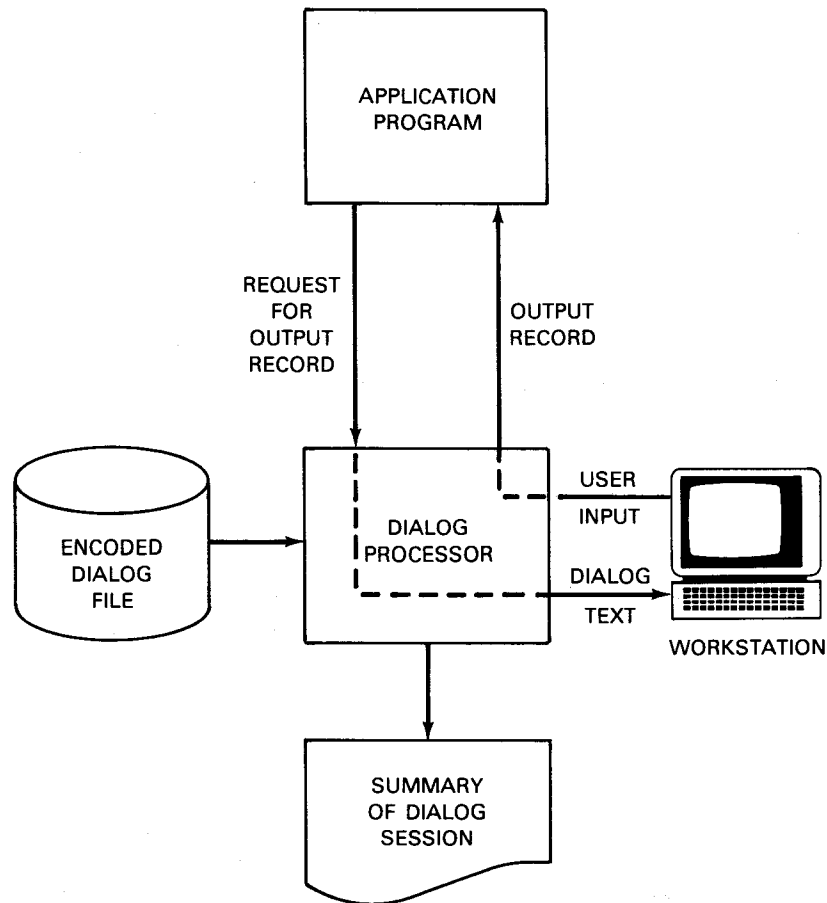 APPLICATION
PROGRAM
REQUEST
FOR
OUTPUT
RECORD
OUTPUT
RECORD
ENCODED
DIALOG
FILE
DIALOG
PROCESSOR
USER
INPUT
DIALOG
TEXT
WORKSTATION
SUMMARY
OF DIALOG
SESSION